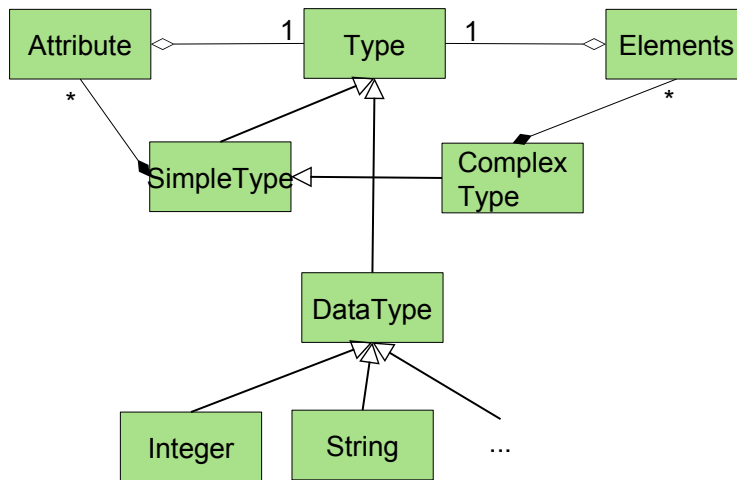 Attribute
1
Type
1
Elements
*
*
SimpleType
Complex
Type
DataType
Integer
String
...